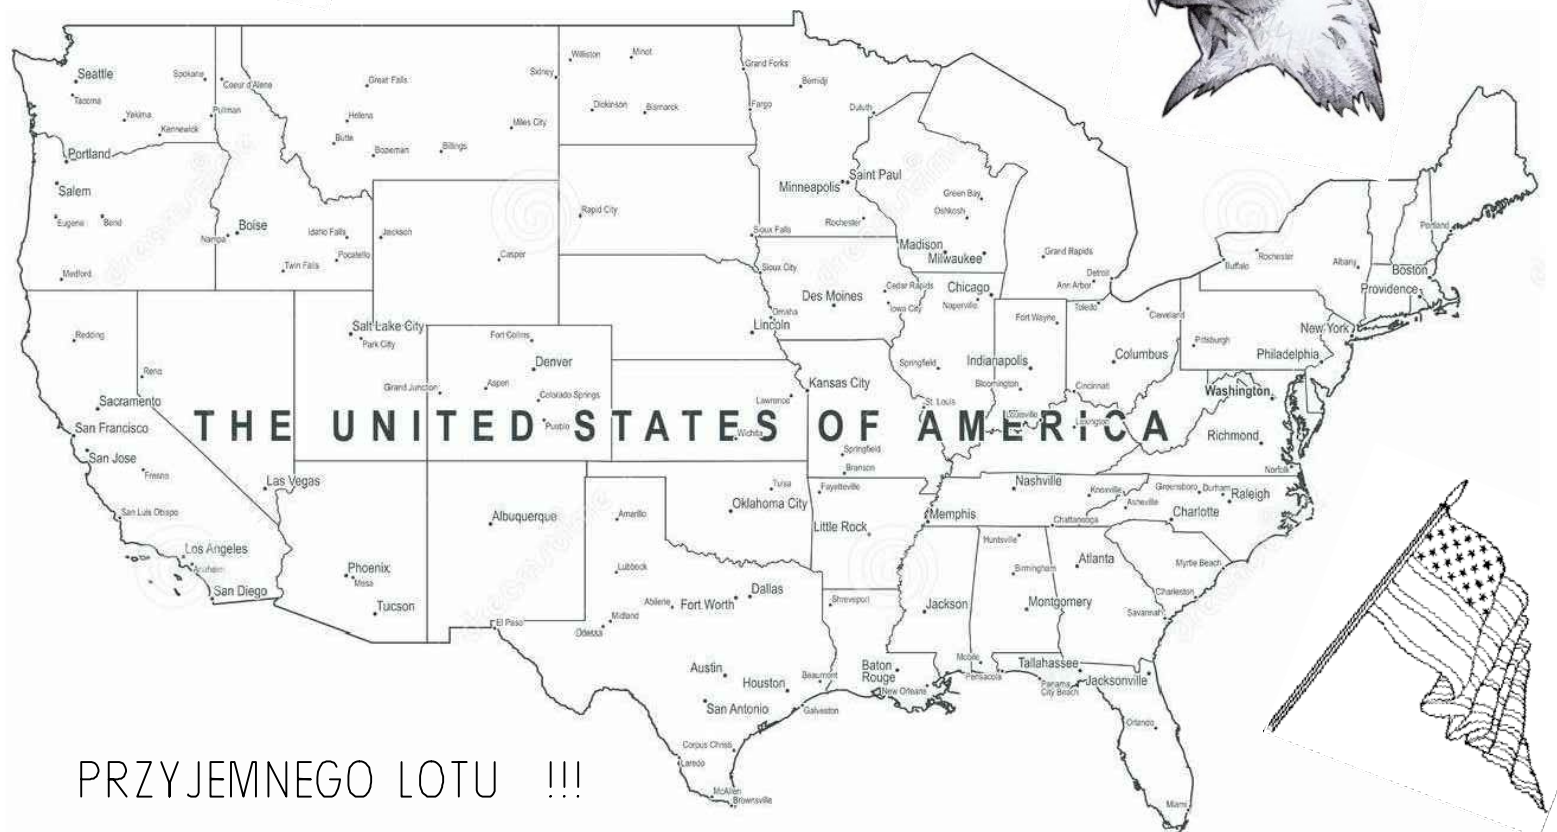 Williston
Minot
Grand Forks
Seattle
Spokane
Coeur d'Alene
Great Falls
Sidney
Bemidji
Tacoma
Yakima
Pullman
Helena
Dickinson
Bismarck
Fargo
Duluth
Kennewick
Butte
Miles City
Portland
Bozeman
Billings
Salem
Minneapolis
Saint Paul
Eugene
Bend
Boise
Nampa
Idaho Falls
Jackson
Rapid City
Rochester
Green Bay
Oshkosh
Sioux Falls
Portland
Medford
Twin Falls
Pocatello
Casper
Sioux City
Madison
Milwaukee
Grand Rapids
Buffalo
Rochester
Albany
Boston
Detroit
Ann Arbor
Providence
Des Moines
Cedar Rapids
Iowa City
Chicago
Naperville
Toledo
Cleveland
Redding
Salt Lake City
Park City
Fort Collins
Omaha
Lincoln
Fort Wayne
New York
Pittsburgh
Philadelphia
Reno
Grand Junction
Aspen
Denver
Colorado Springs
Kansas City
Lawrence
Springfield
Indianapolis
Bloomington
Columbus
Cincinnati
Washington
Sacramento
San Francisco
Pueblo
Wichita
St. Louis
Louisville
Lexington
Richmond
THE UNITED STATES OF AMERICA
San Jose
Fresno
Las Vegas
Springfield
Branson
Norfolk
San Luis Obispo
Albuquerque
Amarillo
Tulsa
Oklahoma City
Fayetteville
Little Rock
Nashville
Memphis
Knoxville
Asheville
Greensboro
Durham
Raleigh
Charlotte
Chattanooga
Los Angeles
Anaheim
San Diego
Phoenix
Mesa
Tucson
Lubbock
Huntsville
Birmingham
Atlanta
Myrtle Beach
Charleston
Savannah
El Paso
Odessa
Midland
Abilene
Fort Worth
Dallas
Shreveport
Jackson
Montgomery
Austin
Houston
San Antonio
Beaumont
Galveston
Baton
Rouge
New Orleans
Mobile
Pensacola
Tallahassee
Panama
City Beach
Jacksonville
Orlando
Corpus Christi
Laredo
McAllen
Brownsville
Miami
PRZYJEMNEGO LOTU !!!